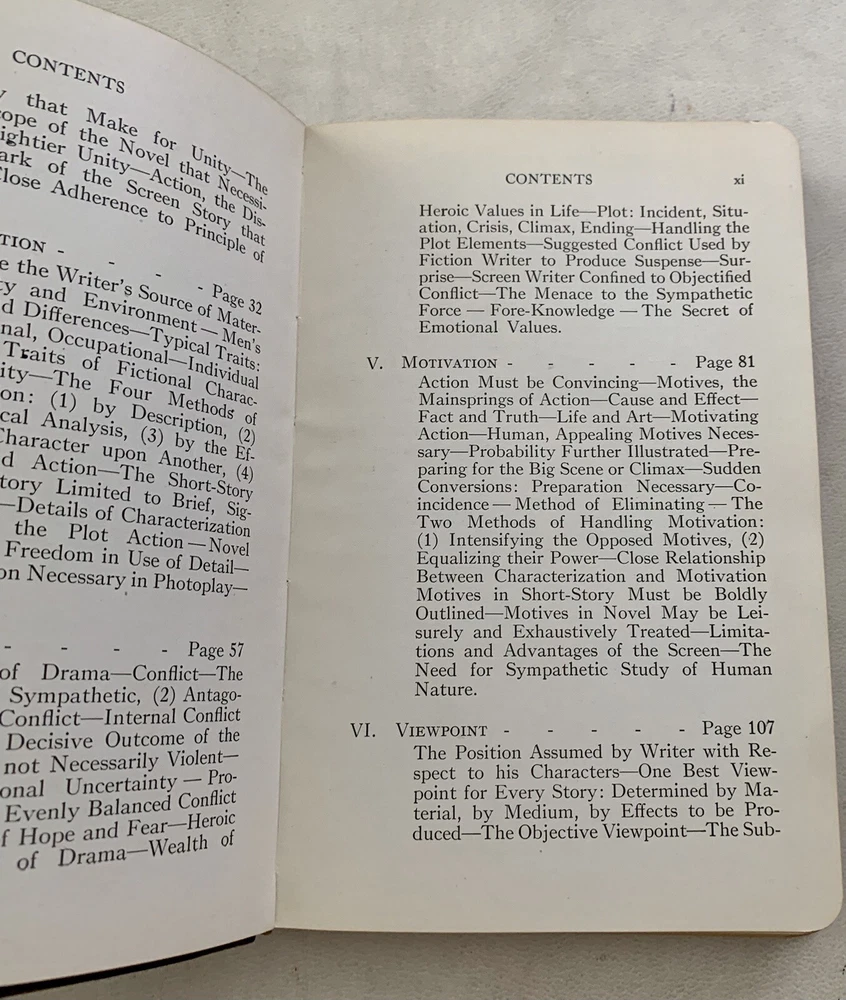 CONTENTS
that Make for Unity—The
ope of the Novel that Necessi-
ightier Unity—Action, the Dis-
ark of the Screen Story that
Close Adherence to Principle of
TION - - - - Page 32
e the Writer's Source of Mater-
ty and Environment—Men's
d Differences—Typical Traits:
nal, Occupational—Individual
Traits of Fictional Charac-
ity—The Four Methods of
on: (1) by Description, (2)
cal Analysis, (3) by the Ef-
Character upon Another, (4)
d Action—The Short-Story
tory Limited to Brief, Sig-
—Details of Characterization
the Plot Action—Novel
Freedom in Use of Detail—
on Necessary in Photoplay—
- - - - Page 57
of Drama—Conflict—The
Sympathetic, (2) Antago-
Conflict—Internal Conflict
Decisive Outcome of the
not Necessarily Violent—
onal Uncertainty—Pro-
Evenly Balanced Conflict
f Hope and Fear—Heroic
of Drama—Wealth of
CONTENTS xi
Heroic Values in Life—Plot: Incident, Situ-
ation, Crisis, Climax, Ending—Handling the
Plot Elements—Suggested Conflict Used by
Fiction Writer to Produce Suspense—Sur-
prise—Screen Writer Confined to Objectified
Conflict—The Menace to the Sympathetic
Force — Fore-Knowledge — The Secret of
Emotional Values.
V. MOTIVATION - - - - - Page 81
Action Must be Convincing—Motives, the
Mainsprings of Action—Cause and Effect—
Fact and Truth—Life and Art—Motivating
Action—Human, Appealing Motives Neces-
sary—Probability Further Illustrated—Pre-
paring for the Big Scene or Climax—Sudden
Conversions: Preparation Necessary—Co-
incidence — Method of Eliminating — The
Two Methods of Handling Motivation:
(1) Intensifying the Opposed Motives, (2)
Equalizing their Power—Close Relationship
Between Characterization and Motivation
Motives in Short-Story Must be Boldly
Outlined—Motives in Novel May be Lei-
surely and Exhaustively Treated—Limita-
tions and Advantages of the Screen—The
Need for Sympathetic Study of Human
Nature.
VI. VIEWPOINT - - - - - Page 107
The Position Assumed by Writer with Re-
spect to his Characters—One Best View-
point for Every Story: Determined by Ma-
terial, by Medium, by Effects to be Pro-
duced—The Objective Viewpoint—The Sub-